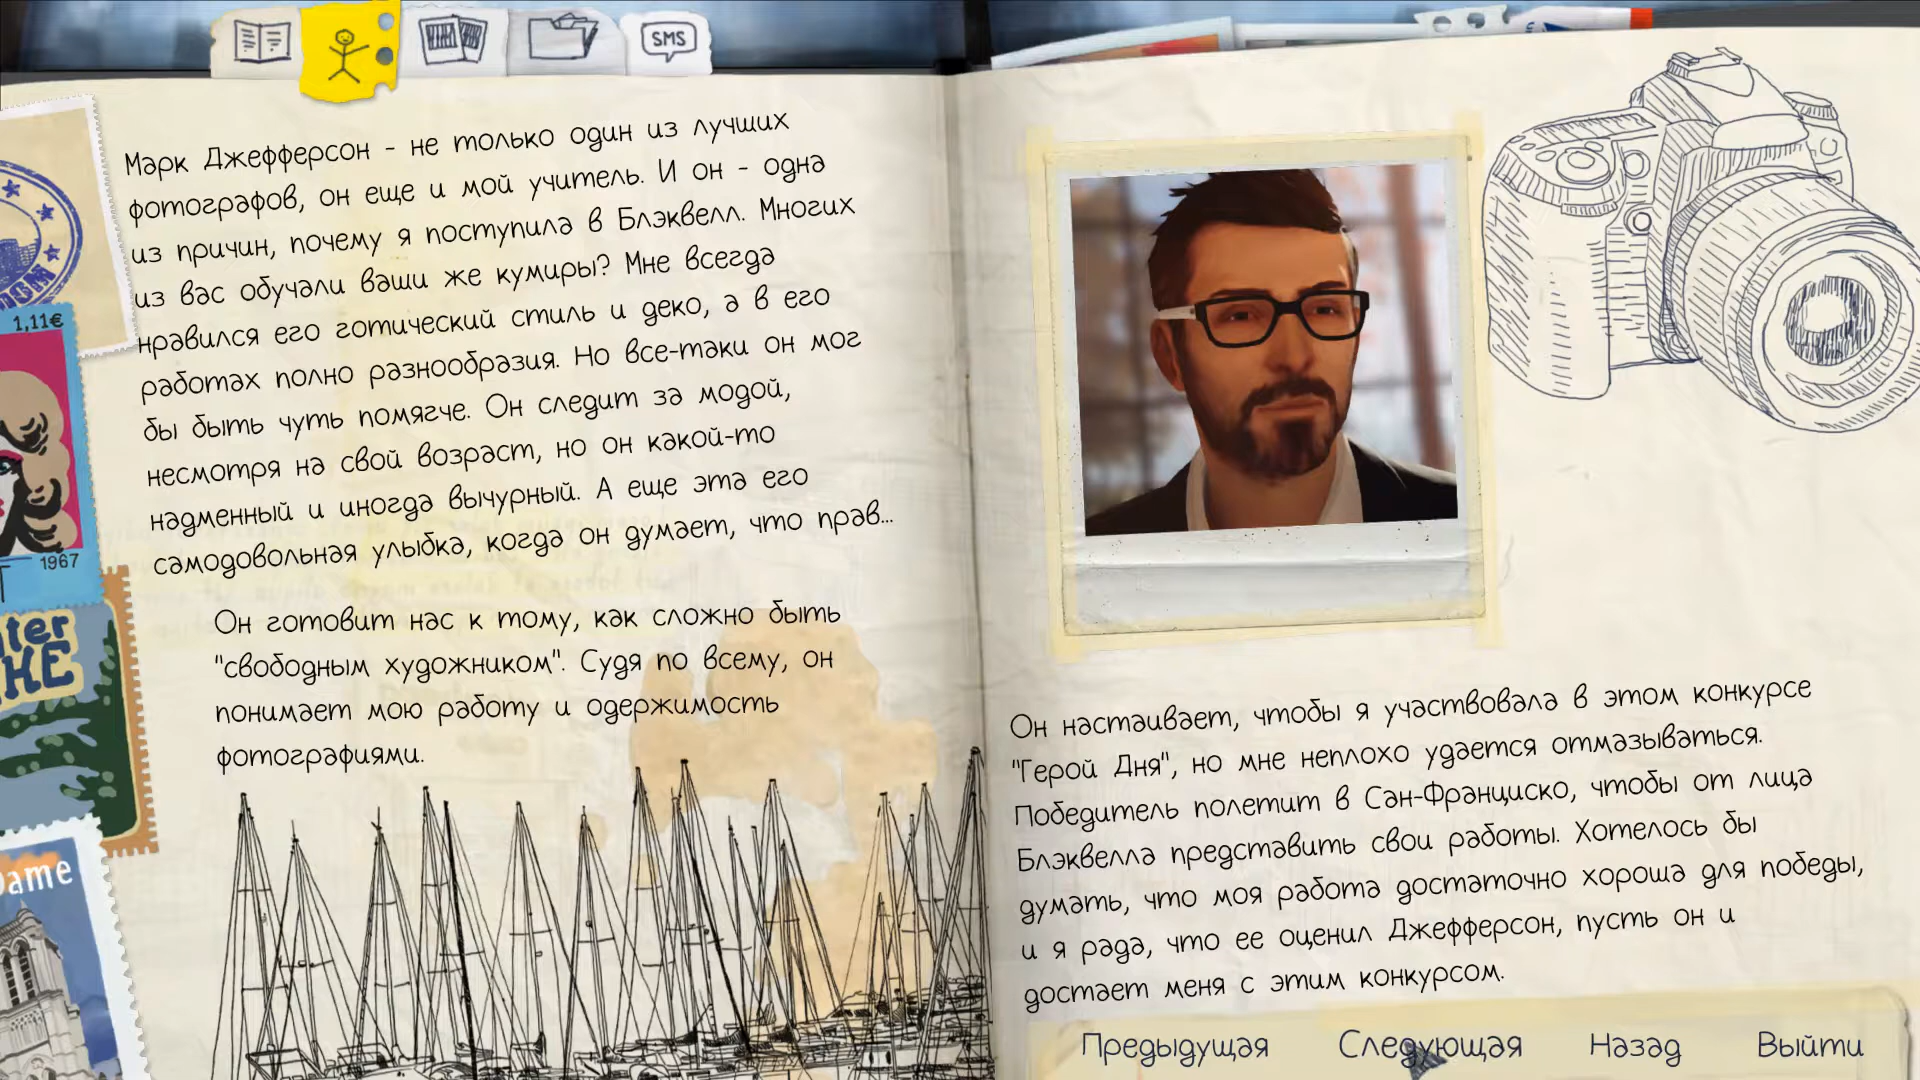 SMS
Марк Джефферсон - не только один из лучших
фотографов, он еще и мой учитель. И он - одна
из причин, почему я поступила в Блэквелл. Многих
из вас обучали ваши же кумиры? Мне всегда
нравился его готический стиль и деко, а в его
работах полно разнообразия. Но все-таки он мог
бы быть чуть помягче. Он следит за модой,
несмотря на свой возраст, но он какой-то
надменный и иногда вычурный. А еще эта его
самодовольная улыбка, когда он думает, что прав...
Он готовит нас к тому, как сложно быть
"свободным художником". Судя по всему, он
понимает мою работу и одержимость
фотографиями.
1,11€
1967
Он настаивает, чтобы я участвовала в этом конкурсе
"Герой Дня", но мне неплохо удается отмазываться.
Победитель полетит в Сан-Франциско, чтобы от лица
Блэквелла представить свои работы. Хотелось бы
думать, что моя работа достаточно хороша для победы,
и я рада, что ее оценил Джефферсон, пусть он и
достает меня с этим конкурсом.
Предыдущая Следующая Назад Выйти